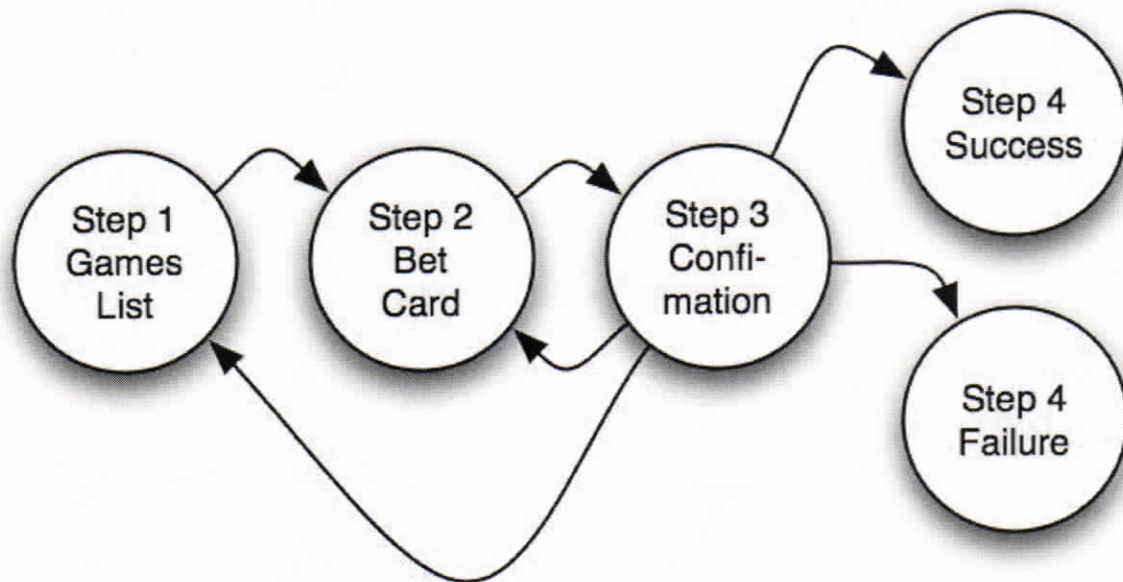 Step 1
Games
List
Step 2
Bet
Card
Step 3
Confi-
mation
Step 4
Success
Step 4
Failure